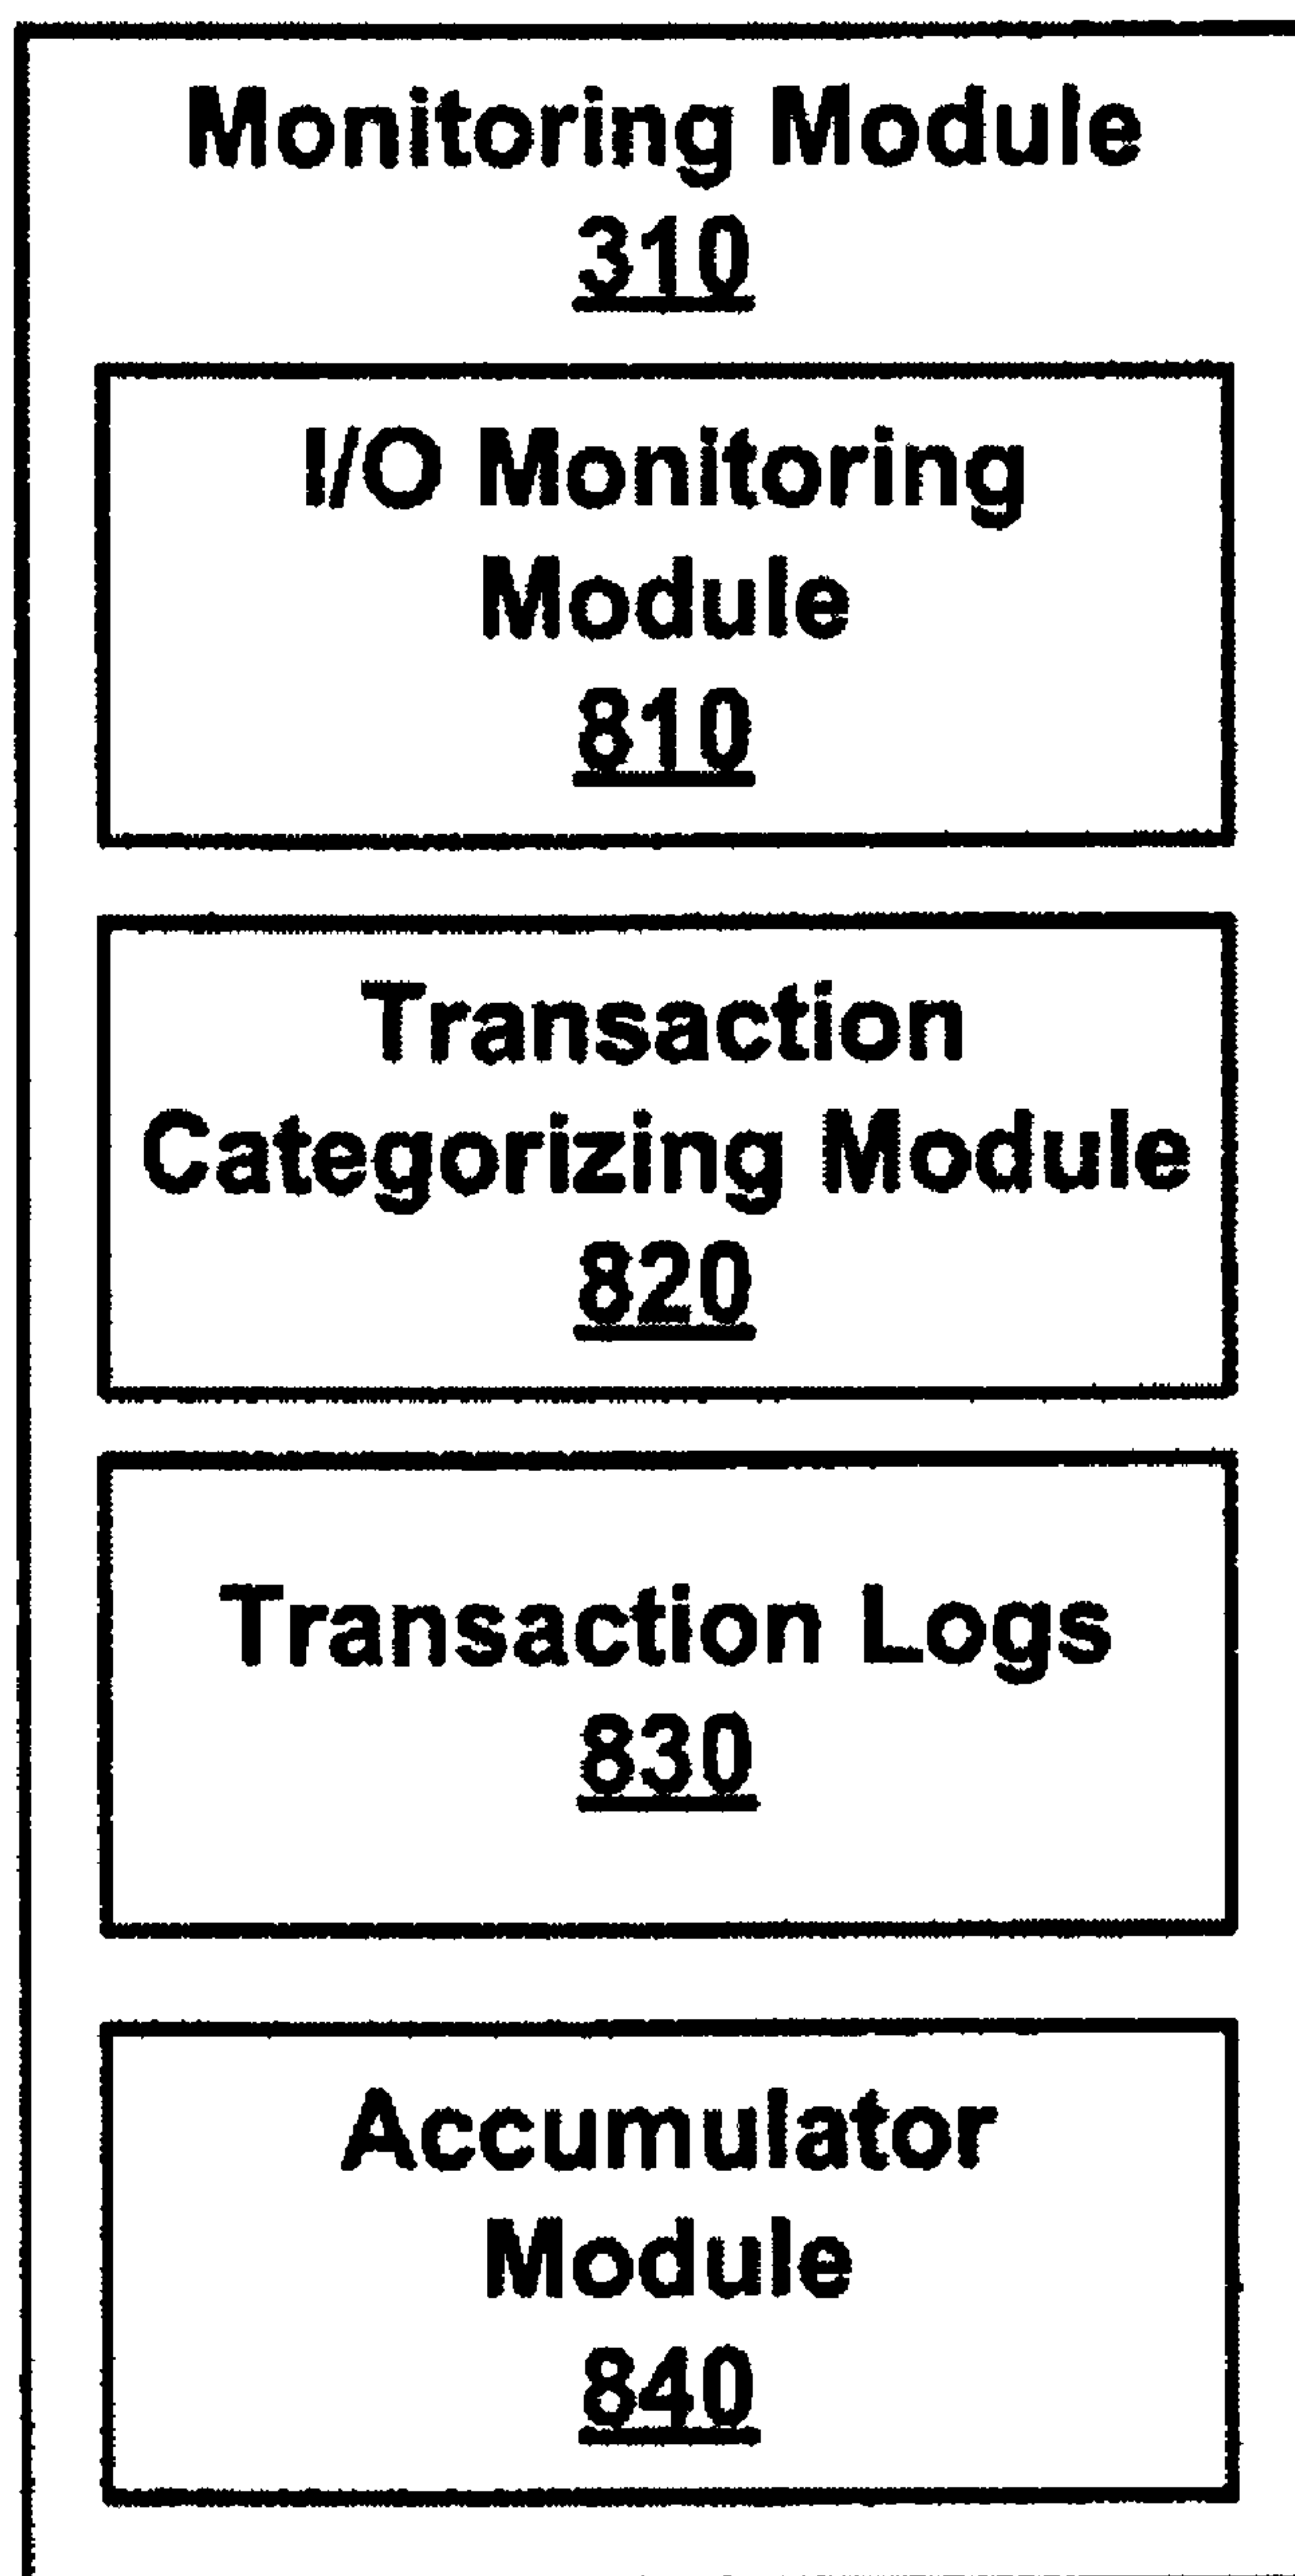 Monitoring Module
310
I/O Monitoring
Module
810
Transaction
Categorizing Module
820
Transaction Logs
830
Accumulator
Module
840